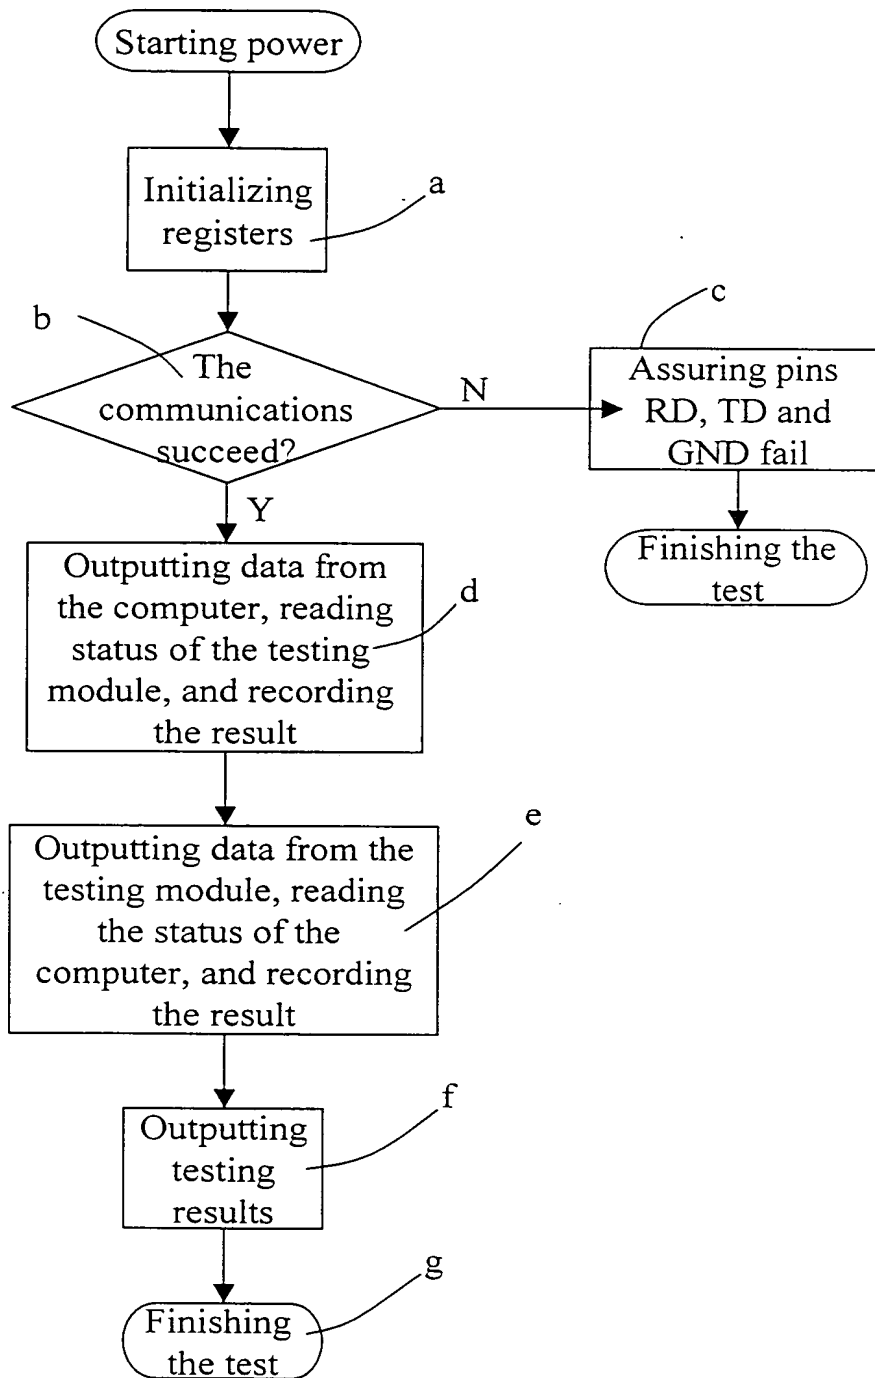 Starting power
Initializing
registers
a
b
The
communications
succeed?
N
c
Assuring pins
RD, TD and
GND fail
Finishing the
test
Y
Outputting data from
the computer, reading
status of the testing
module, and recording
the result
d
Outputting data from the
testing module, reading
the status of the
computer, and recording
the result
e
Outputting
testing
results
f
Finishing
the test
g